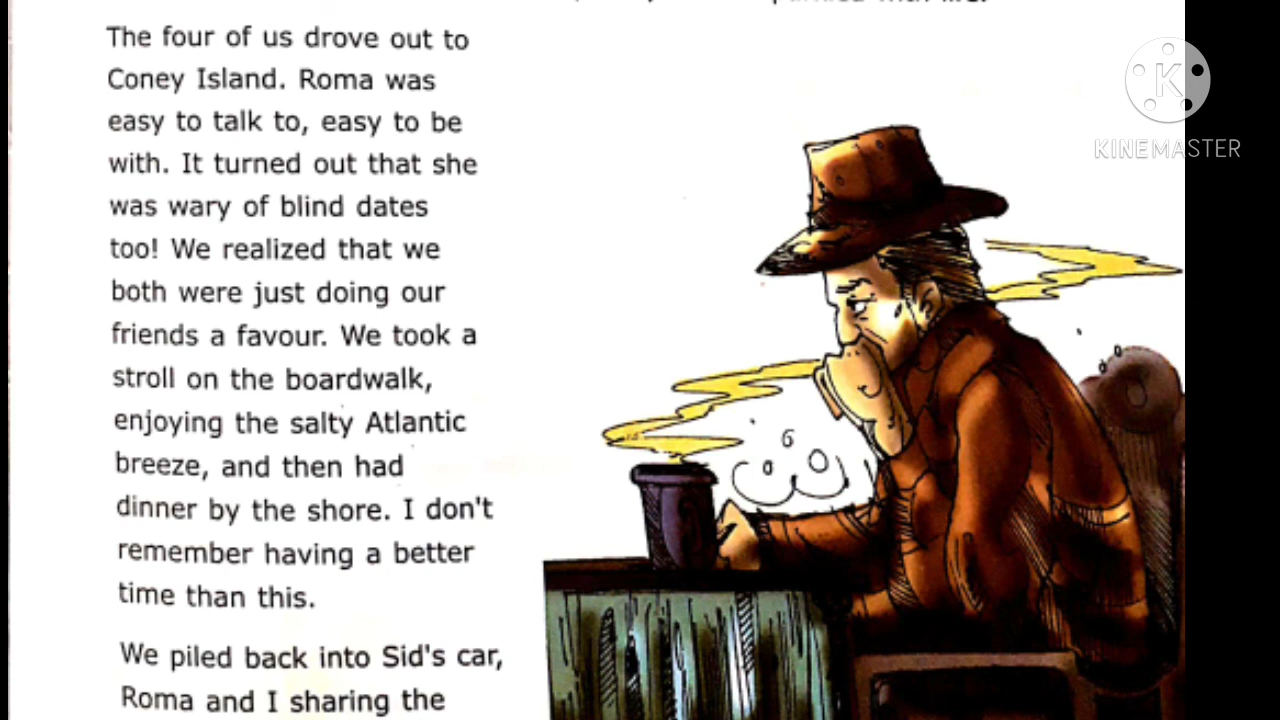 The four of us drove out to
Coney Island. Roma was
easy to talk to, easy to be
with. It turned out that she
was wary of blind dates
too! We realized that we
both were just doing our
friends a favour. We took a
stroll on the boardwalk,
enjoying the salty Atlantic
breeze, and then had
dinner by the shore. I don't
remember having a better
time than this.
We piled back into Sid's car,
Roma and I sharing the
K
KINEMASTER